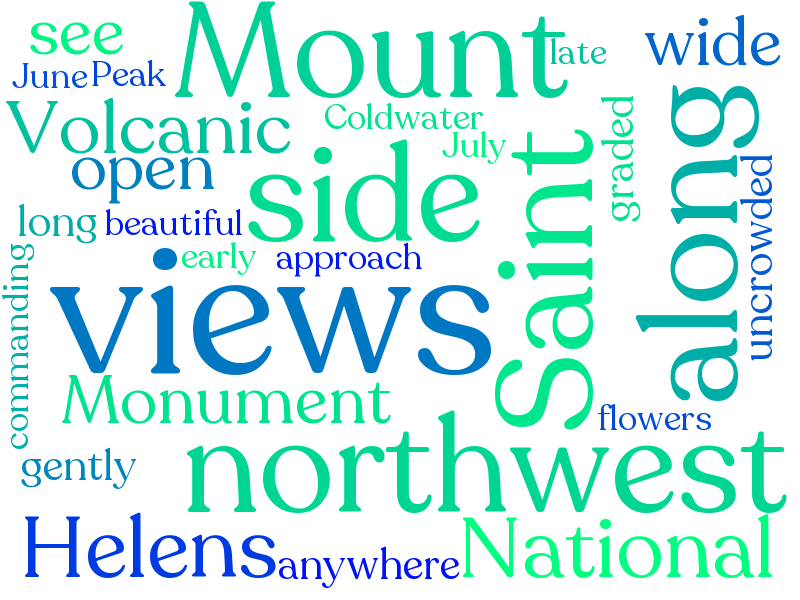 see
Mount
late
wide
June
Peak
Volcanic
Coldwater
graded
July
open
side
Saint
along
uncrowded
long
beautiful
early
approach
commanding
views
Monument
flowers
gently
northwest
Helens
anywhere
National